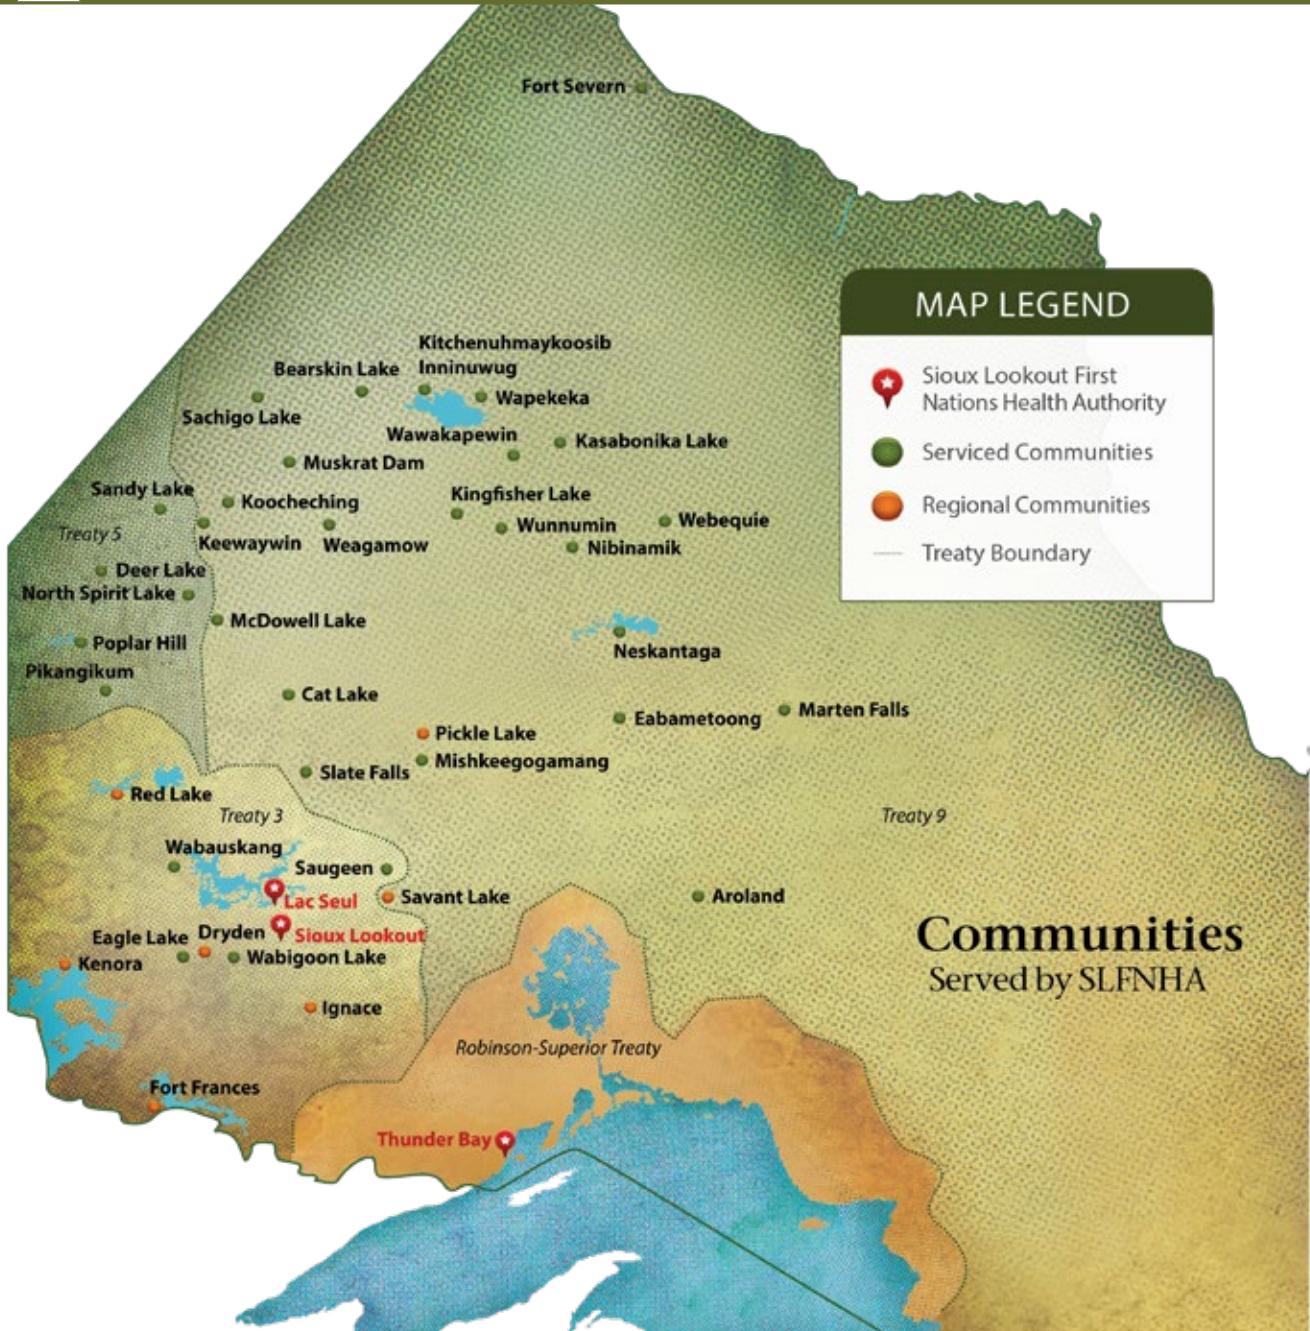 Fort Severn
MAP LEGEND
Sioux Lookout First
Nations Health Authority
Serviced Communities
Regional Communities
Treaty Boundary
Kitchenuhmaykoosib
Inninuwug
Bearskin Lake
Wapekeka
Sachigo Lake
Wawakapewin
Kasabonika Lake
Muskrat Dam
Sandy Lake
Koocheching
Kingfisher Lake
Webequie
Wunnumin
Treaty 5
Keewaywin
Weagamow
Nibinamik
Deer Lake
North Spirit Lake
McDowell Lake
Poplar Hill
Neskantaga
Pikangikum
Cat Lake
Marten Falls
Eabametoong
Pickle Lake
Mishkeegogamang
Slate Falls
Red Lake
Treaty 3
Treaty 9
Wabauskang
Saugeen
Lac Seul
Savant Lake
Aroland
Dryden
Sioux Lookout
Eagle Lake
Wabigoon Lake
Kenora
Communities
Served by SLFNHA
Ignace
Robinson-Superior Treaty
Fort Frances
Thunder Bay